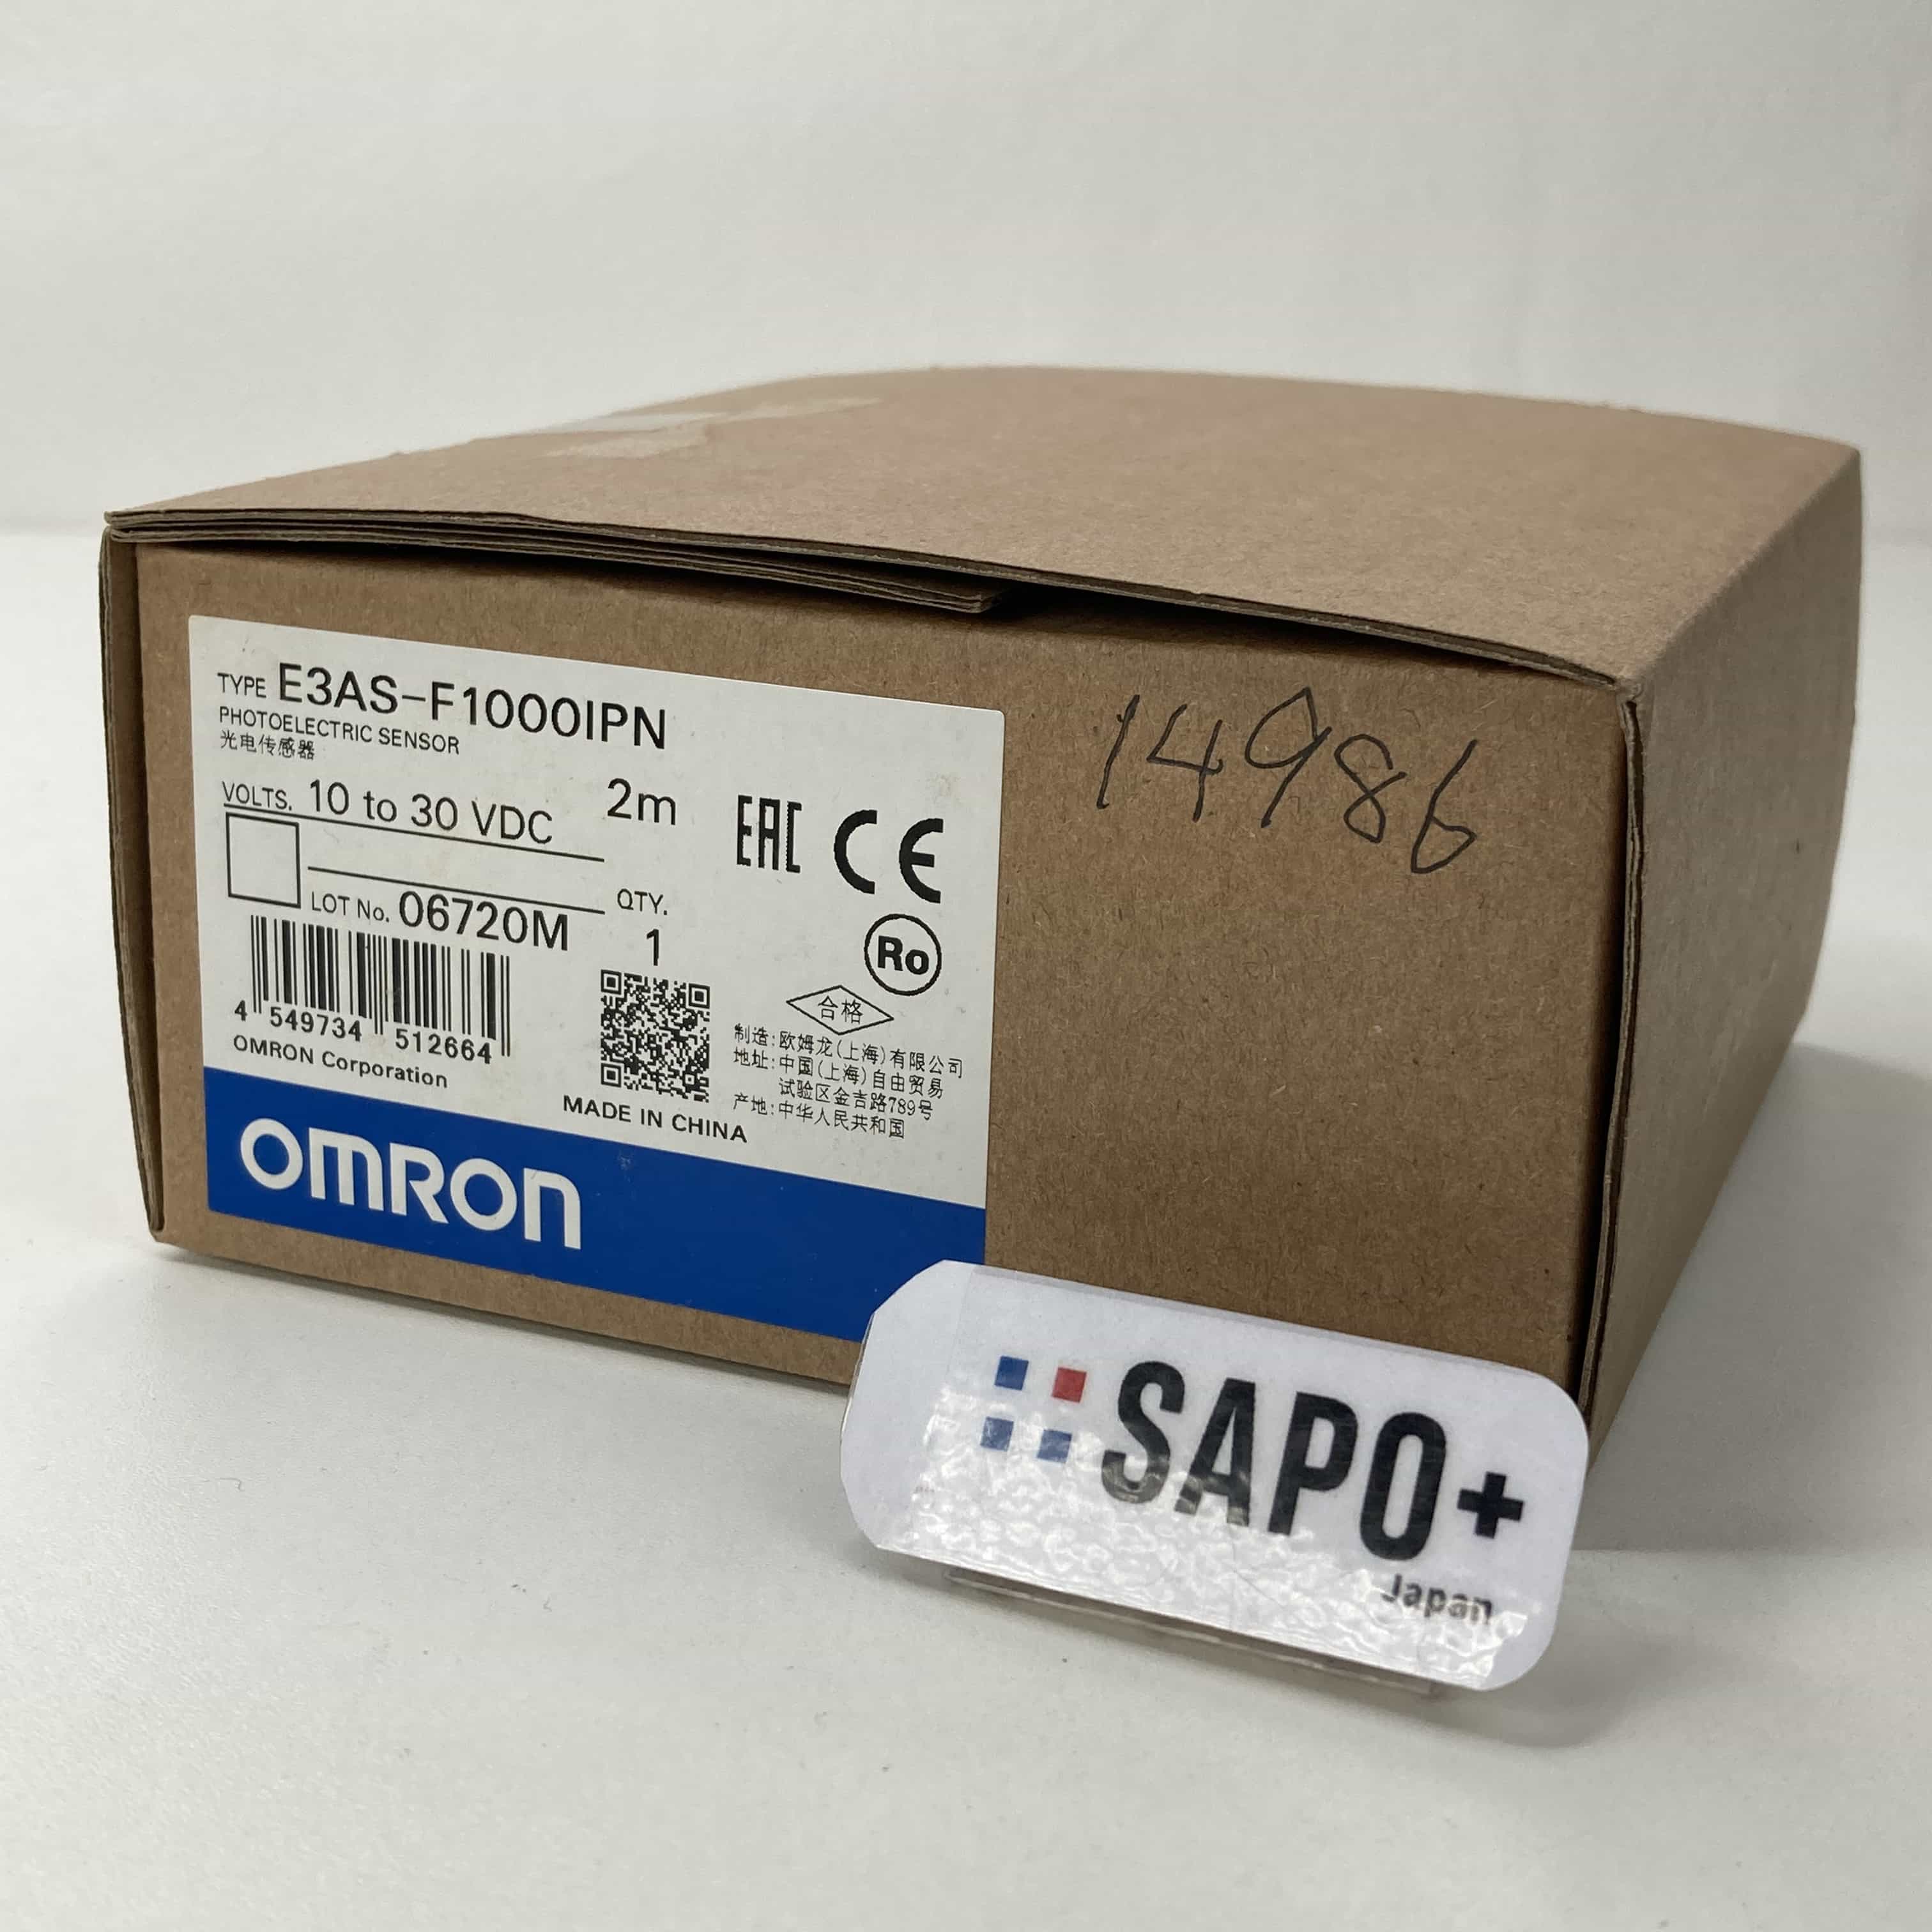 TYPE E3AS-F1000IPN
PHOTOELECTRIC SENSOR
光电传感器
VOLTS. 10 to 30 VDC 2m
EAC CE
LOT No. 06720M
QTY.
1
Ro
4 549734 512664
OMRON Corporation
MADE IN CHINA
合格
制造:欧姆龙(上海)有限公司
地址:中国(上海)自由贸易
试验区金吉路789号
产地:中华人民共和国
OMRON
14986
SAPO+
Japan